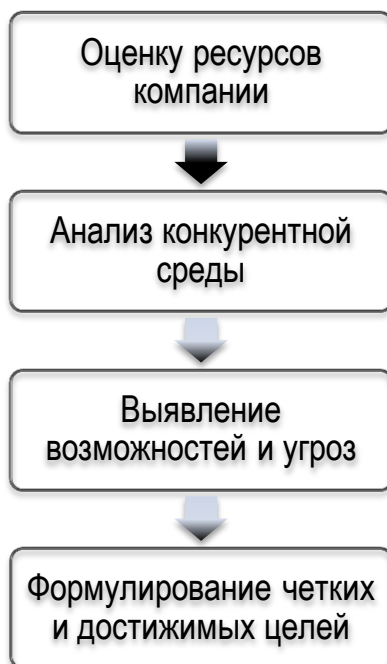 Оценку ресурсов
компании
Анализ конкурентной
среды
Выявление
возможностей и угроз
Формулирование четких
и достижимых целей